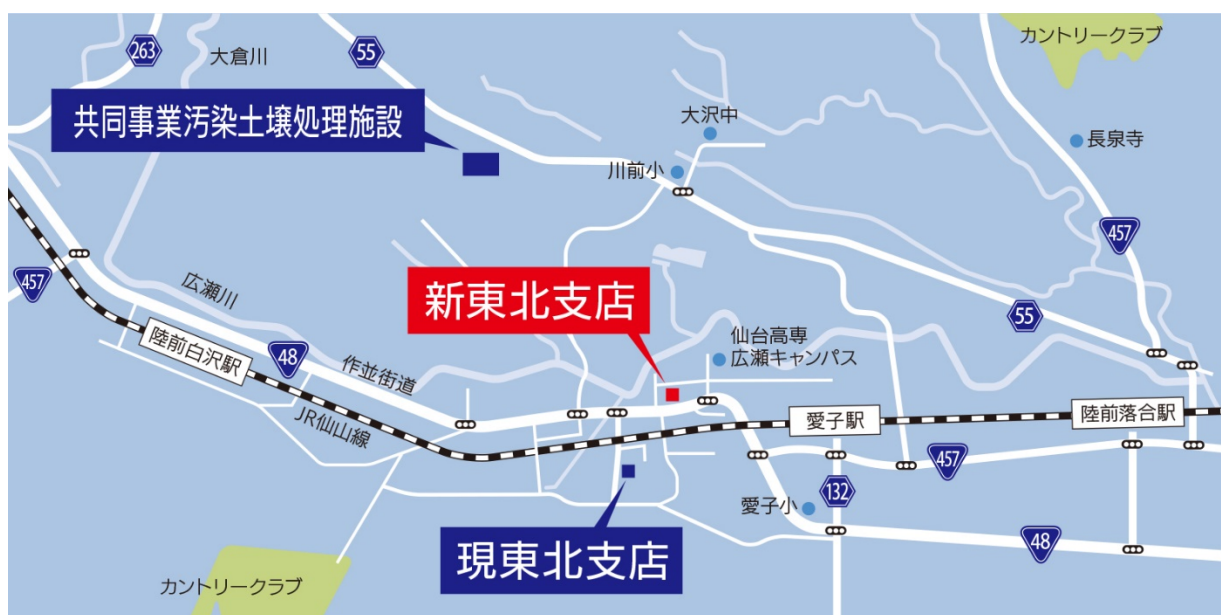 カントリークラブ
263
大倉川
55
共同事業汚染土壌処理施設
大沢中
長泉寺
川前小
457
457
広瀬川
新東北支店
55
仙台高専
広瀬キャンパス
陸前白沢駅
48
作並街道
JR仙山線
愛子駅
陸前落合駅
457
132
愛子小
現東北支店
48
カントリークラブ